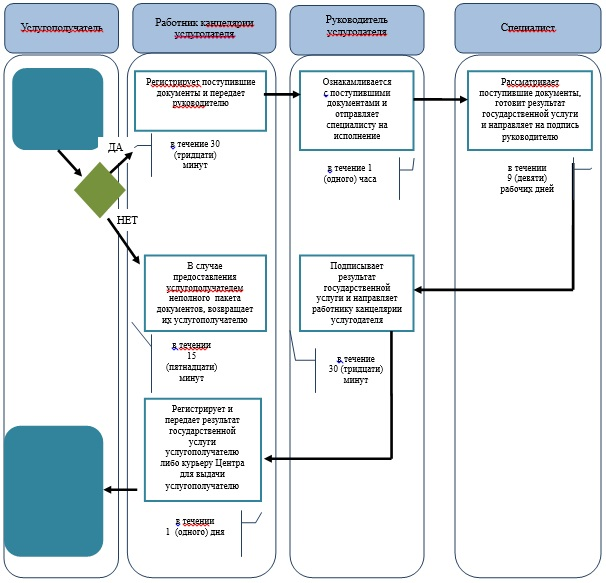 Услугополучатель
Работник канцелярии
услугодателя
Руководитель
услугодателя
Специалист
Регистрирует поступившие
документы и передает
руководителю
Ознакамливается
с поступившими
документами и
отправляет
специалисту на
исполнение
Рассматривает
поступившие документы,
готовит результат
государственной услуги
и направляет на подпись
руководителю
ДА
в течение 30
(тридцати)
минут
в течение 1
(одного) часа
в течении
9 (девяти)
рабочих дней
НЕТ
В случае
предоставления
услугополучателем
неполного пакета
документов, возвращает
их услугополучателю
Подписывает
результат
государственной
услуги и направляет
работнику канцелярии
услугодателя
в течении
15
(пятнадцати)
минут
в течение
30 (тридцати)
минут
Регистрирует и
передает результат
государственной
услуги
услугополучателю
либо курьеру Центра
для выдачи
услугополучателю
в течении
1 (одного) дня